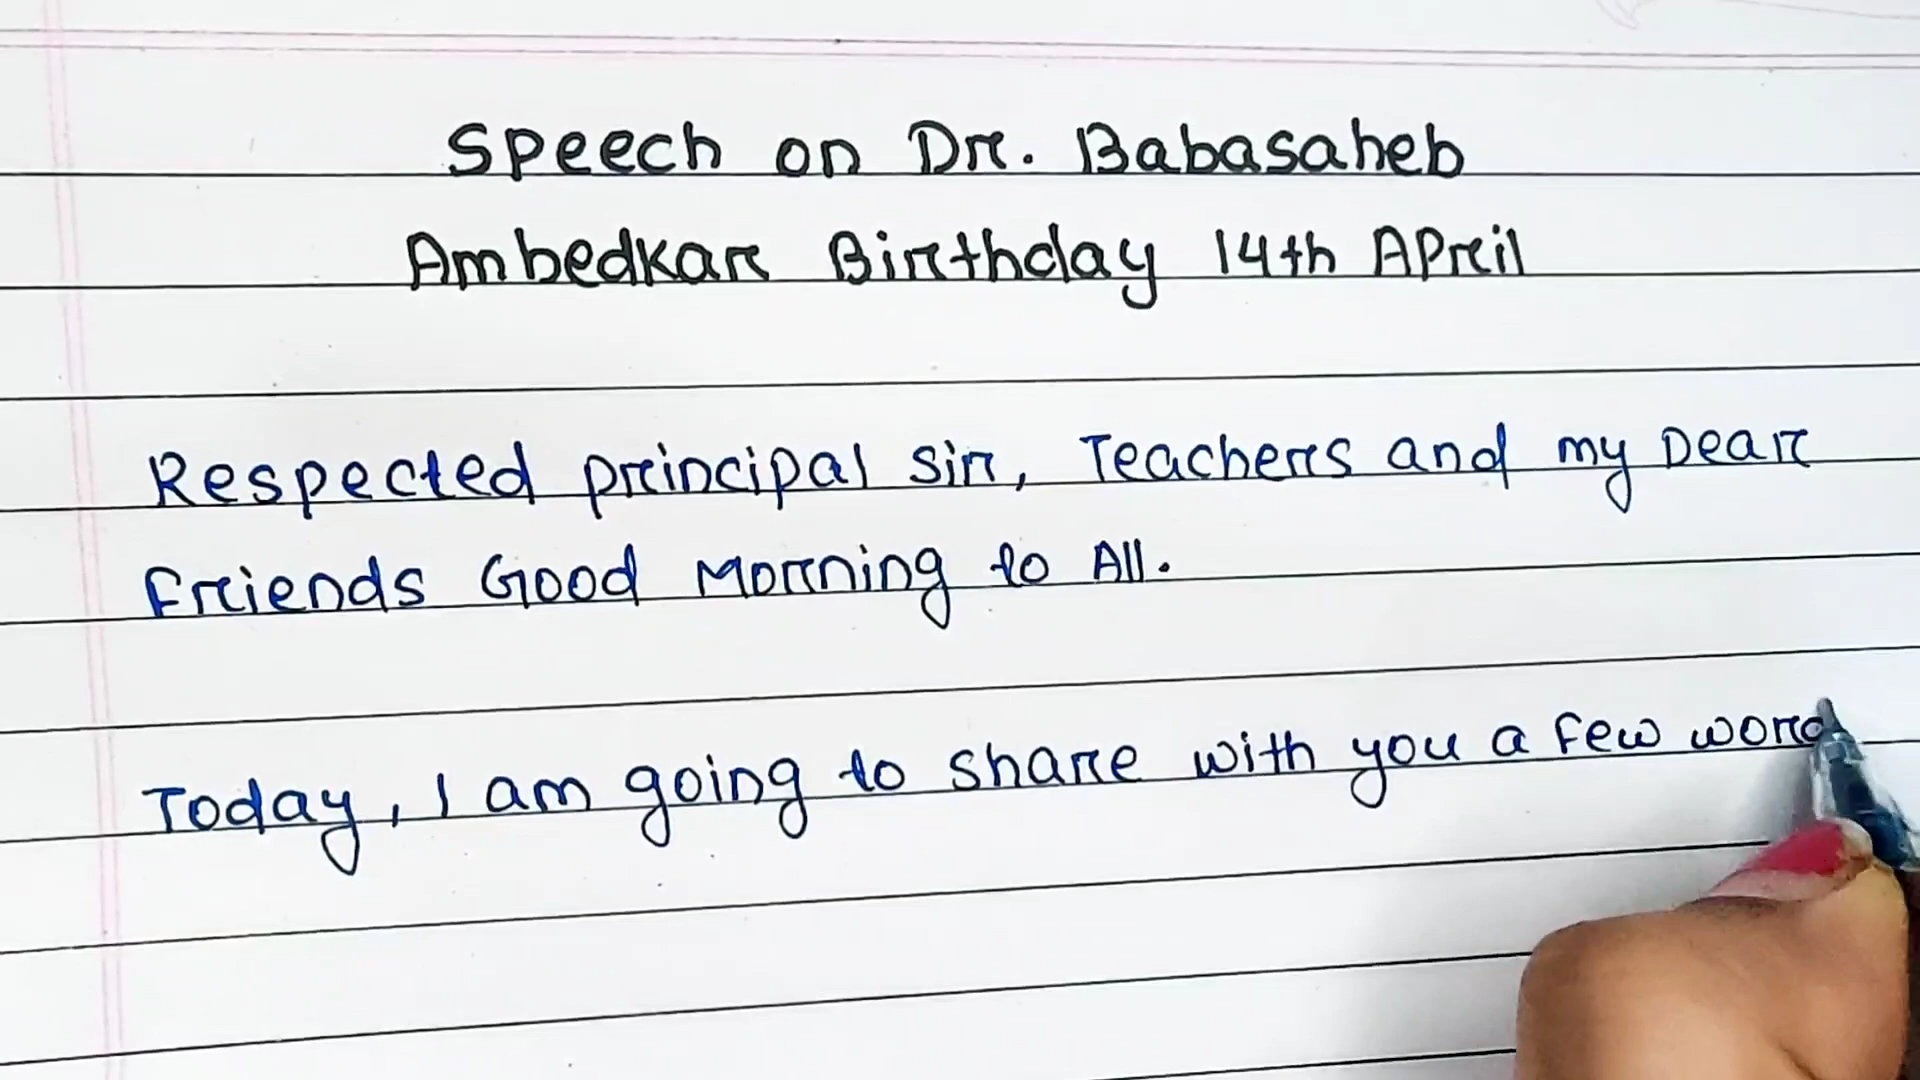 Speech on Dr. Babasaheb
Ambedkar Birthday 14th April
Respected principal sir, Teachers and my Dear
Friends Good Morning to All.
Today, I am going to share with you a few word